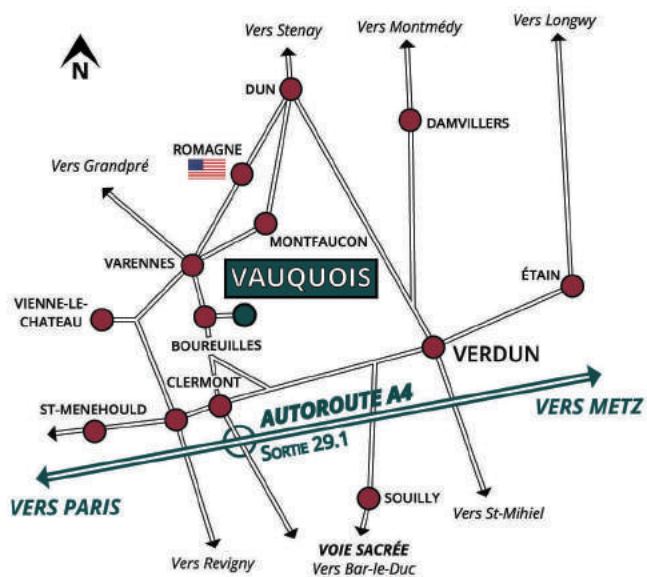 Vers Stenay
Vers Montmédy
Vers Longwy
N
DUN
DAMVILLERS
ROMAGNE
Vers Grandpré
MONTFAUCON
VARENNES
VAUQUOIS
ÉTAIN
VIENNE-LE-
CHATEAU
BOUREUILLES
VERDUN
CLERMONT
ST-MENEHOULD
AUTOROUTE A4
VERS METZ
SORTIE 29.1
VERS PARIS
SOUILLY
Vers St-Mihiel
VOIE SACRÉE
Vers Revigny
Vers Bar-le-Duc